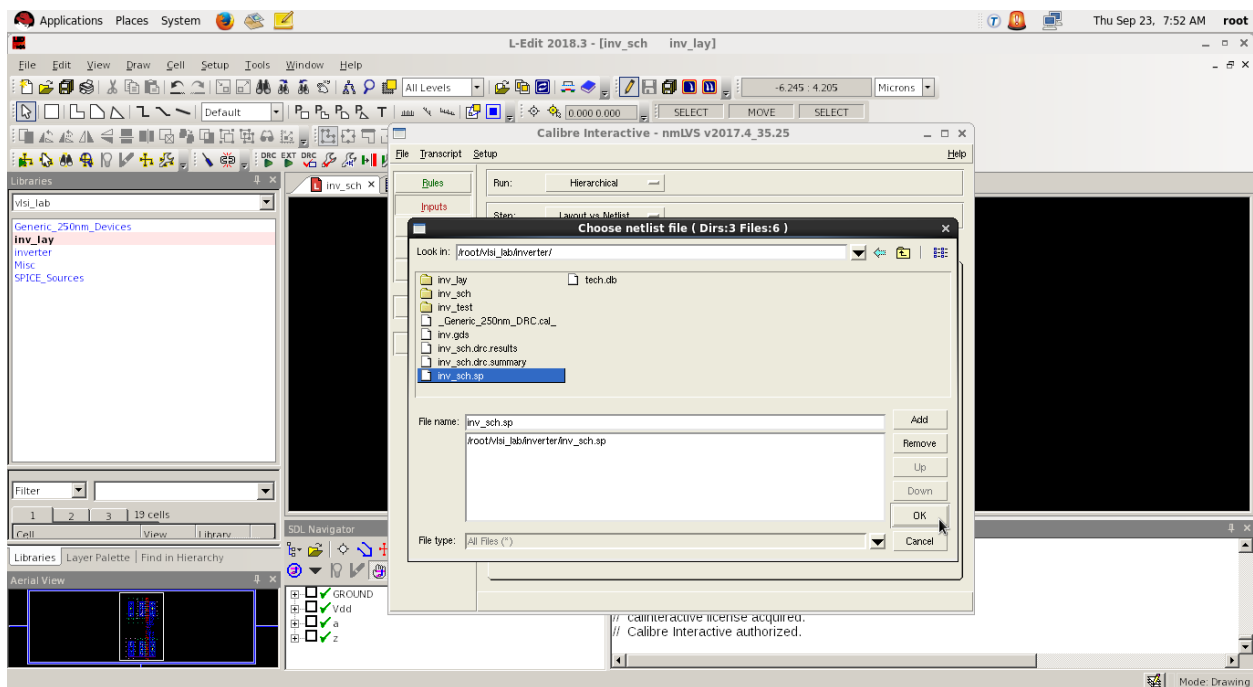 Applications Places System Thu Sep 23, 7:52 AM root
L-Edit 2018.3 - [inv_sch inv_lay]
File Edit View Draw Cell Setup Tools Window Help
All Levels -6.245 : 4.205 Microns
Default 0.000 0.000 SELECT MOVE SELECT
DRC EXT DRC
Libraries
vlsi_lab
Generic_250nm_Devices
inv_lay
inverter
Misc
SPICE_Sources
Filter
1 2 3 19 cells
Cell View Library
Libraries Layer Palette Find in Hierarchy
Aerial View
inv_sch
Calibre Interactive - nmLVS v2017.4_35.25
File Transcript Setup Help
Rules Run: Hierarchical
Inputs Step: Layout vs Netlist
Choose netlist file ( Dirs:3 Files:6 )
Look in: /root/vlsi_lab/inverter/
inv_lay tech.db
inv_sch
inv_test
_Generic_250nm_DRC.cal_
inv.gds
inv_sch.drc.results
inv_sch.drc.summary
inv_sch.sp
File name: inv_sch.sp Add
/root/vlsi_lab/inverter/inv_sch.sp Remove
Up
Down
OK
File type: All Files (*) Cancel
SDL Navigator
GROUND
Vdd
a
z
// calinteractive license acquired.
// Calibre Interactive authorized.
Mode: Drawing